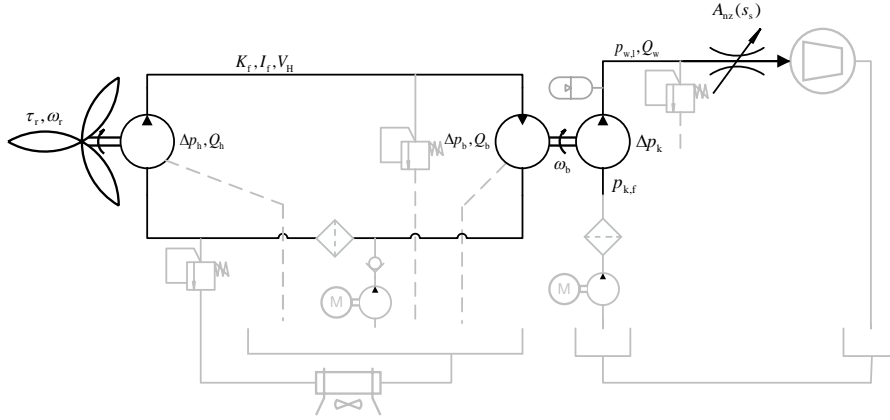 A_nz(s_s)
K_f, I_f, V_H
p_w,l, Q_w
τ_r, ω_r
Δp_h, Q_h
Δp_b, Q_b
Δp_k
ω_b
p_k,f
M
M